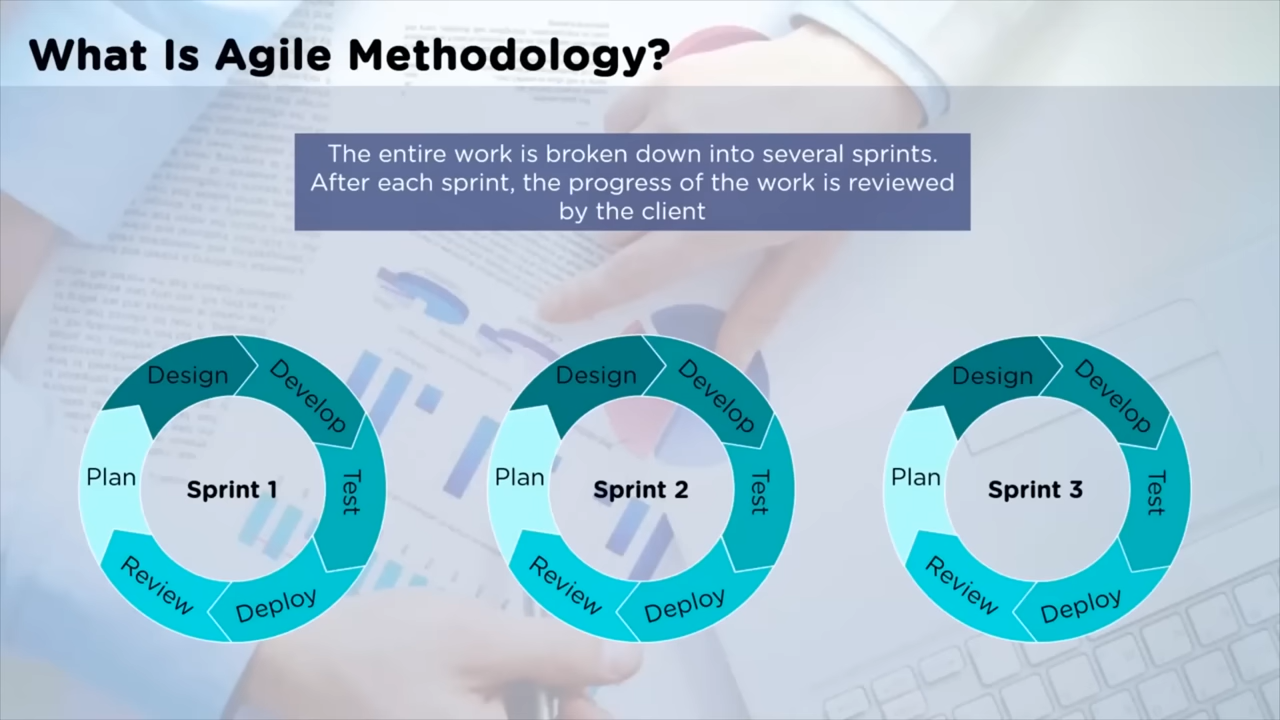 What Is Agile Methodology?
The entire work is broken down into several sprints.
After each sprint, the progress of the work is reviewed
by the client
Design
Develop
Test
Deploy
Review
Plan
Sprint 1
Design
Develop
Test
Deploy
Review
Plan
Sprint 2
Design
Develop
Test
Deploy
Review
Plan
Sprint 3